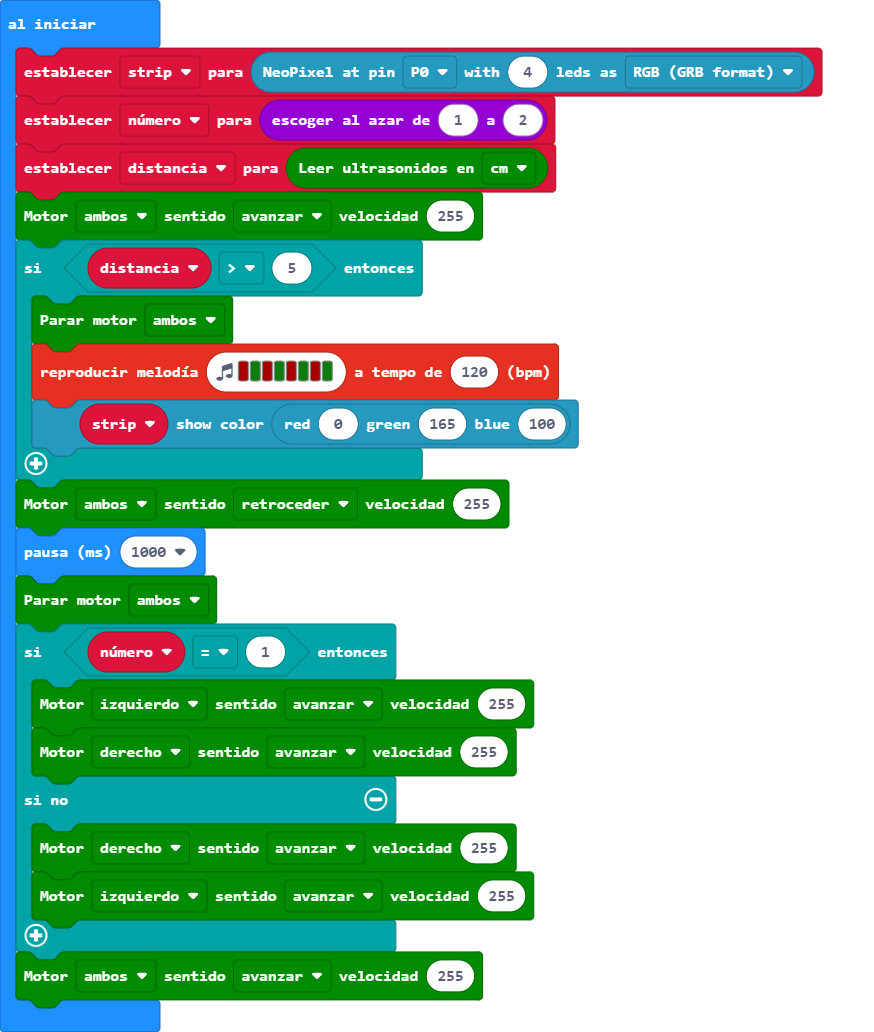 al iniciar
establecer strip para NeoPixel at pin P0 with 4 leds as RGB (GRB format)
establecer número para escoger al azar de 1 a 2
establecer distancia para Leer ultrasonidos en cm
Motor ambos sentido avanzar velocidad 255
si distancia > 5 entonces
Parar motor ambos
reproducir melodía a tempo de 120 (bpm)
strip show color red 0 green 165 blue 100
Motor ambos sentido retroceder velocidad 255
pausa (ms) 1000
Parar motor ambos
si número = 1 entonces
Motor izquierdo sentido avanzar velocidad 255
Motor derecho sentido avanzar velocidad 255
si no
Motor derecho sentido avanzar velocidad 255
Motor izquierdo sentido avanzar velocidad 255
Motor ambos sentido avanzar velocidad 255